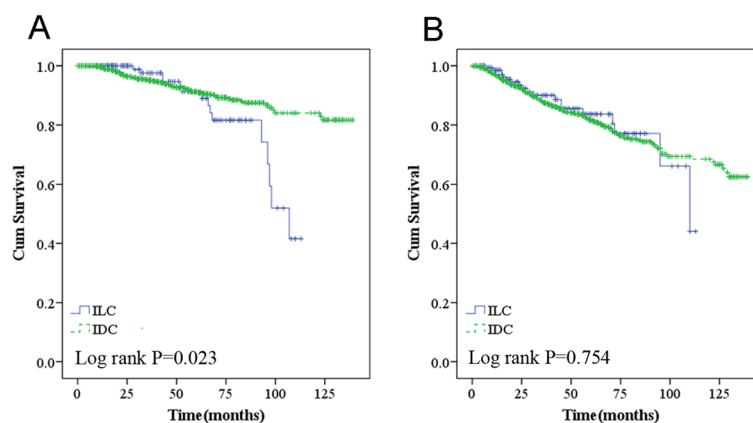 A
Cum Survival
1.0
0.8
0.6
0.4
0.2
0.0
ILC
IDC
Log rank P=0.023
0 25 50 75 100 125
Time(months)
B
Cum Survival
1.0
0.8
0.6
0.4
0.2
0.0
ILC
IDC
Log rank P=0.754
0 25 50 75 100 125
Time(months)